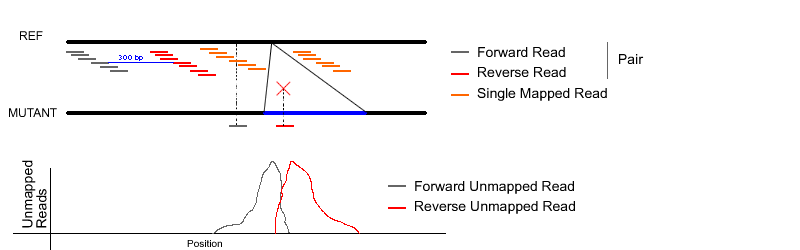 REF
300 bp
Forward Read
Reverse Read
Pair
Single Mapped Read
MUTANT
Unmapped
Reads
Forward Unmapped Read
Reverse Unmapped Read
Position